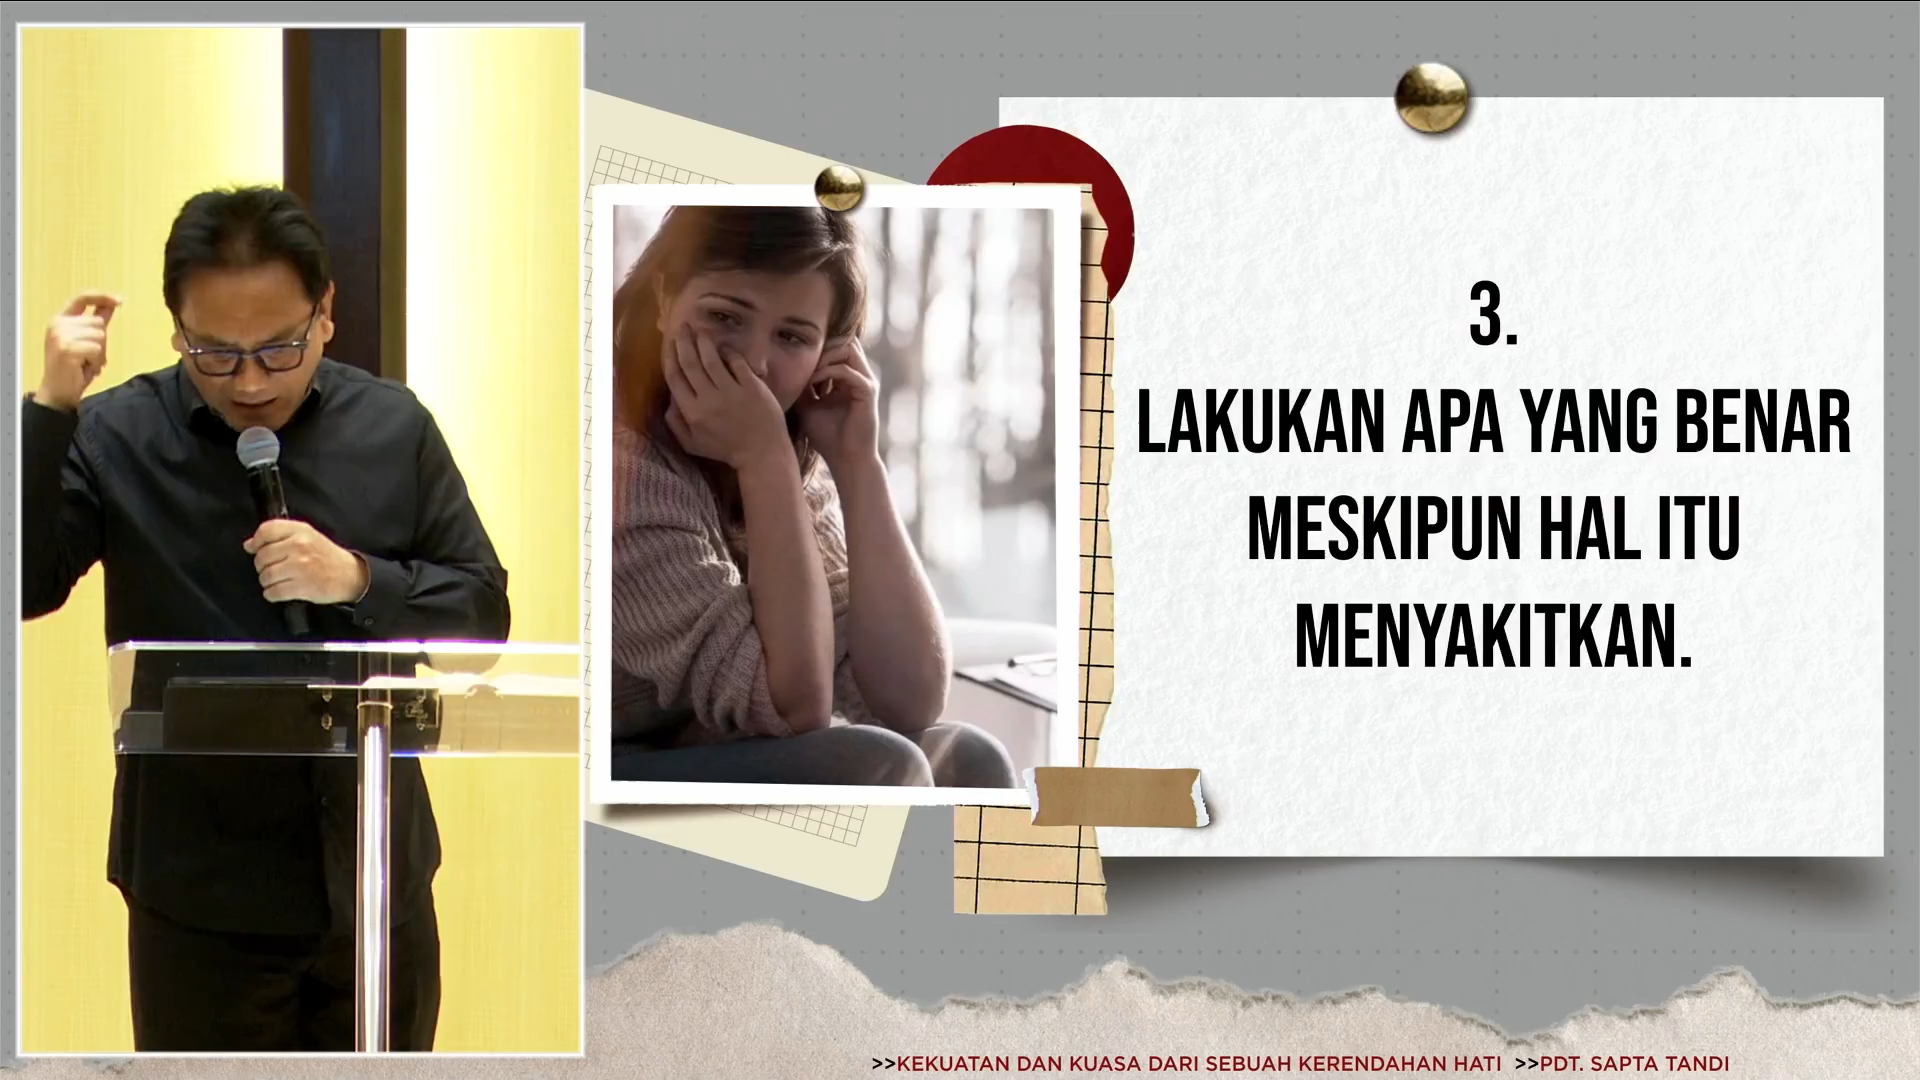 3.
LAKUKAN APA YANG BENAR
MESKIPUN HAL ITU
MENYAKITKAN.
>>KEKUATAN DAN KUASA DARI SEBUAH KERENDAHAN HATI >>PDT. SAPTA TANDI